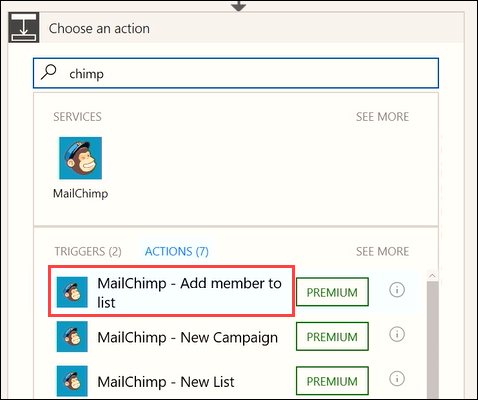 Choose an action
chimp
SERVICES SEE MORE
MailChimp
TRIGGERS (2) ACTIONS (7) SEE MORE
MailChimp - Add member to
list
PREMIUM
MailChimp - New Campaign PREMIUM
MailChimp - New List PREMIUM